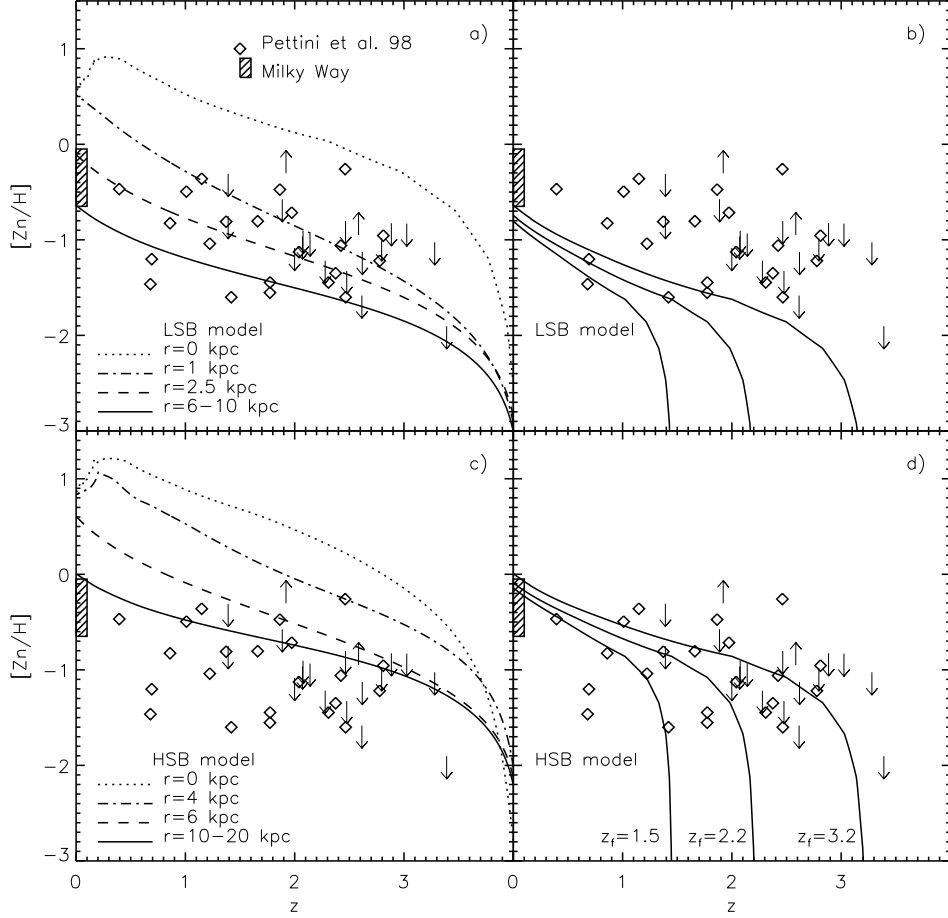 a)
b)
Pettini et al. 98
Milky Way
1
0
−1
−2
−3
[Zn/H]
LSB model
r=0 kpc
r=1 kpc
r=2.5 kpc
r=6−10 kpc
LSB model
c)
d)
1
0
−1
−2
−3
[Zn/H]
HSB model
r=0 kpc
r=4 kpc
r=6 kpc
r=10−20 kpc
HSB model
zf=1.5
zf=2.2
zf=3.2
0 1 2 3
0 1 2 3
z
z